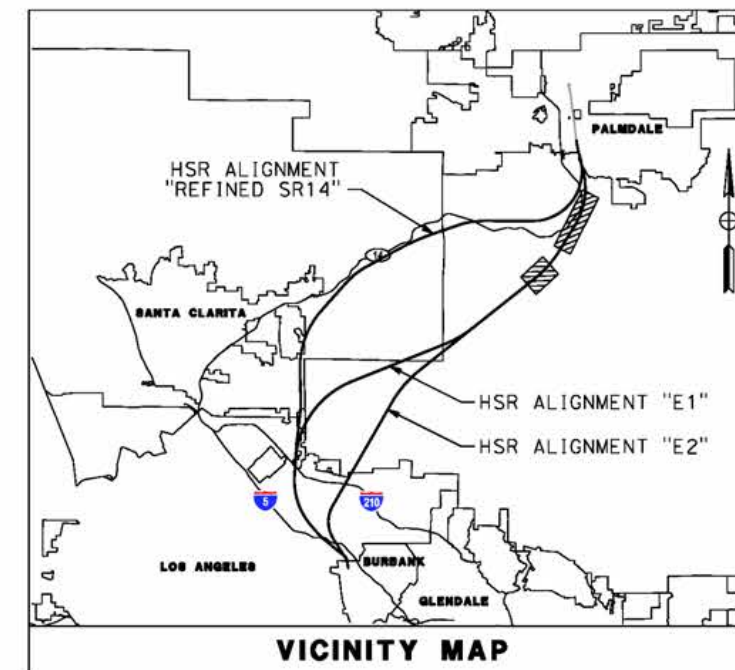 PALMDALE
HSR ALIGNMENT
"REFINED SR14"
14
SANTA CLARITA
HSR ALIGNMENT "E1"
HSR ALIGNMENT "E2"
5
210
LOS ANGELES
BURBANK
GLENDALE
VICINITY MAP